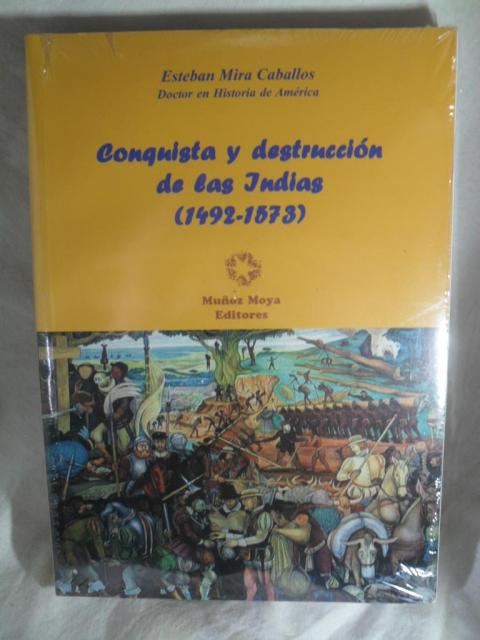 Esteban Mira Caballos
Doctor en Historia de América
Conquista y destrucción
de las Indias
(1492-1573)
Muñoz Moya
Editores